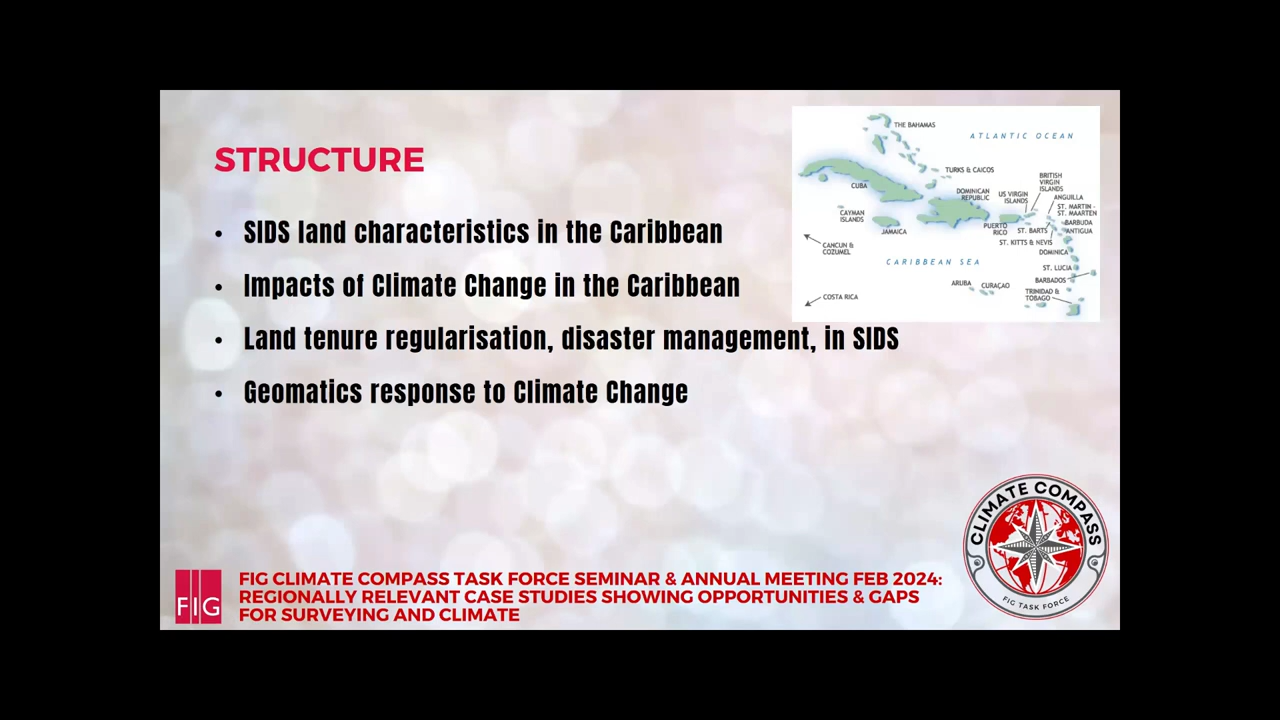 STRUCTURE
• SIDS land characteristics in the Caribbean
• Impacts of Climate Change in the Caribbean
• Land tenure regularisation, disaster management, in SIDS
• Geomatics response to Climate Change
THE BAHAMAS
ATLANTIC OCEAN
TURKS & CAICOS
CUBA
DOMINICAN
REPUBLIC
US VIRGIN
ISLANDS
BRITISH
VIRGIN
ISLANDS
ANGUILLA
ST. MARTIN -
ST. MAARTEN
CAYMAN
ISLANDS
JAMAICA
PUERTO
RICO
ST. BARTS
BARBUDA
ANTIGUA
ST. KITTS & NEVIS
CANCUN &
COZUMEL
DOMINICA
CARIBBEAN SEA
ST. LUCIA
BARBADOS
ARUBA
CURAÇAO
TRINIDAD &
TOBAGO
COSTA RICA
CLIMATE COMPASS
FIG TASK FORCE
FIG
FIG CLIMATE COMPASS TASK FORCE SEMINAR & ANNUAL MEETING FEB 2024:
REGIONALLY RELEVANT CASE STUDIES SHOWING OPPORTUNITIES & GAPS
FOR SURVEYING AND CLIMATE